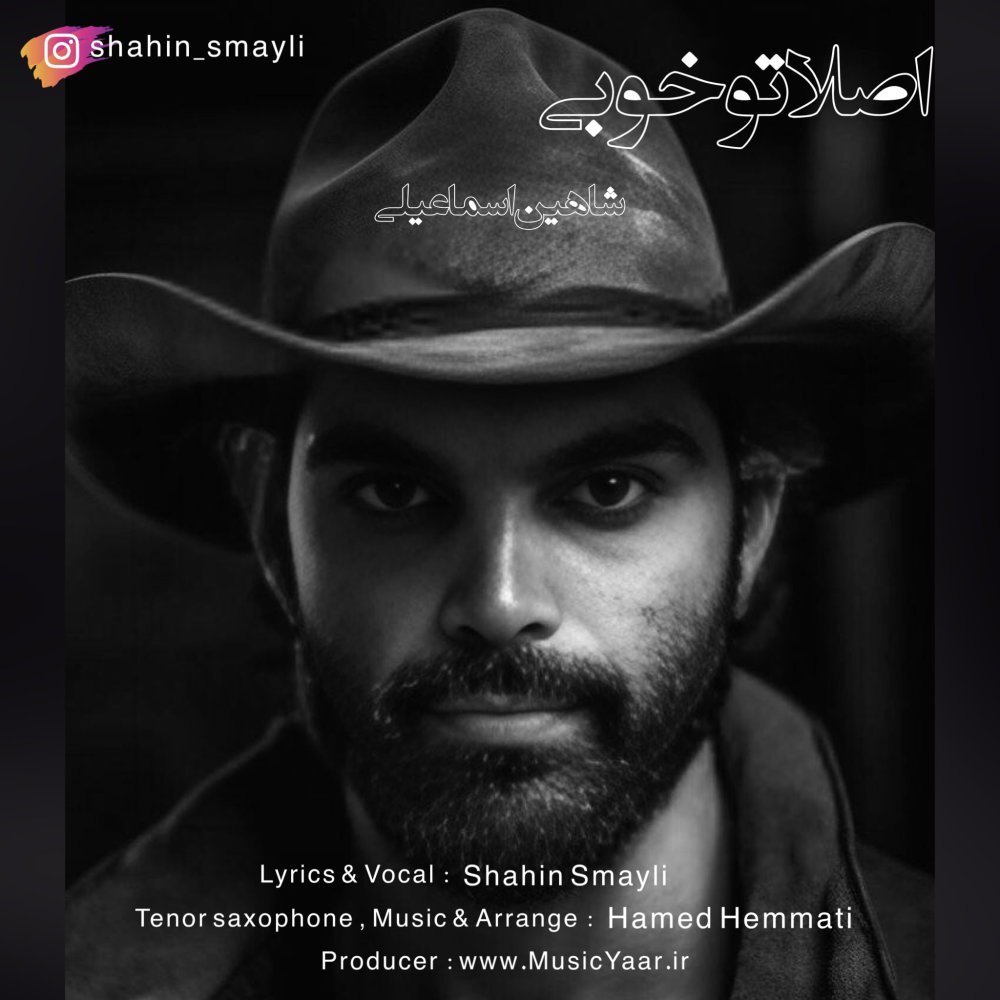 shahin_smayli
اصلا تو خوبی
شاهین اسماعیلی
Lyrics & Vocal : Shahin Smayli
Tenor saxophone , Music & Arrange : Hamed Hemmati
Producer : www.MusicYaar.ir